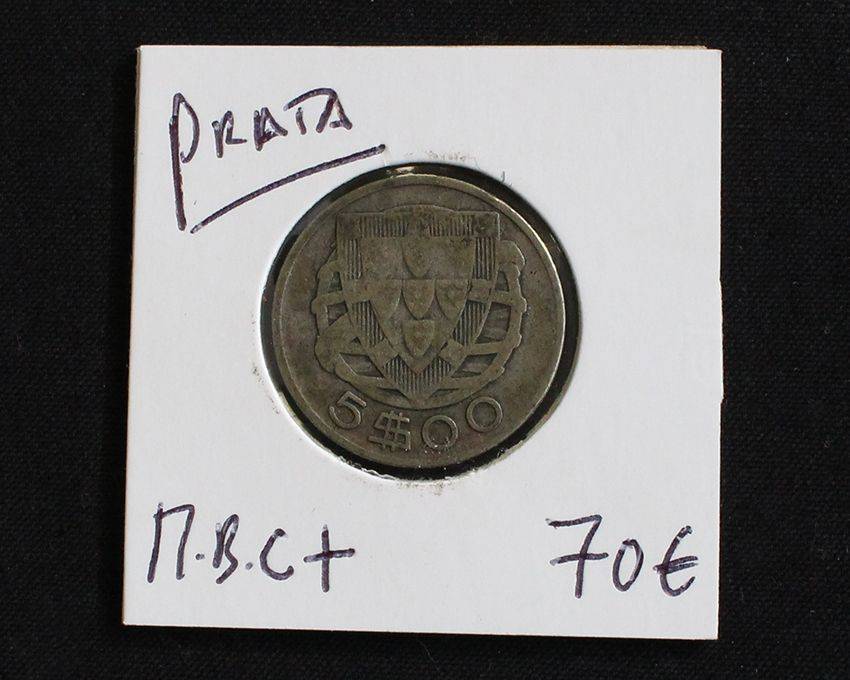 PRATA
5$00
M.B.C+ 70€